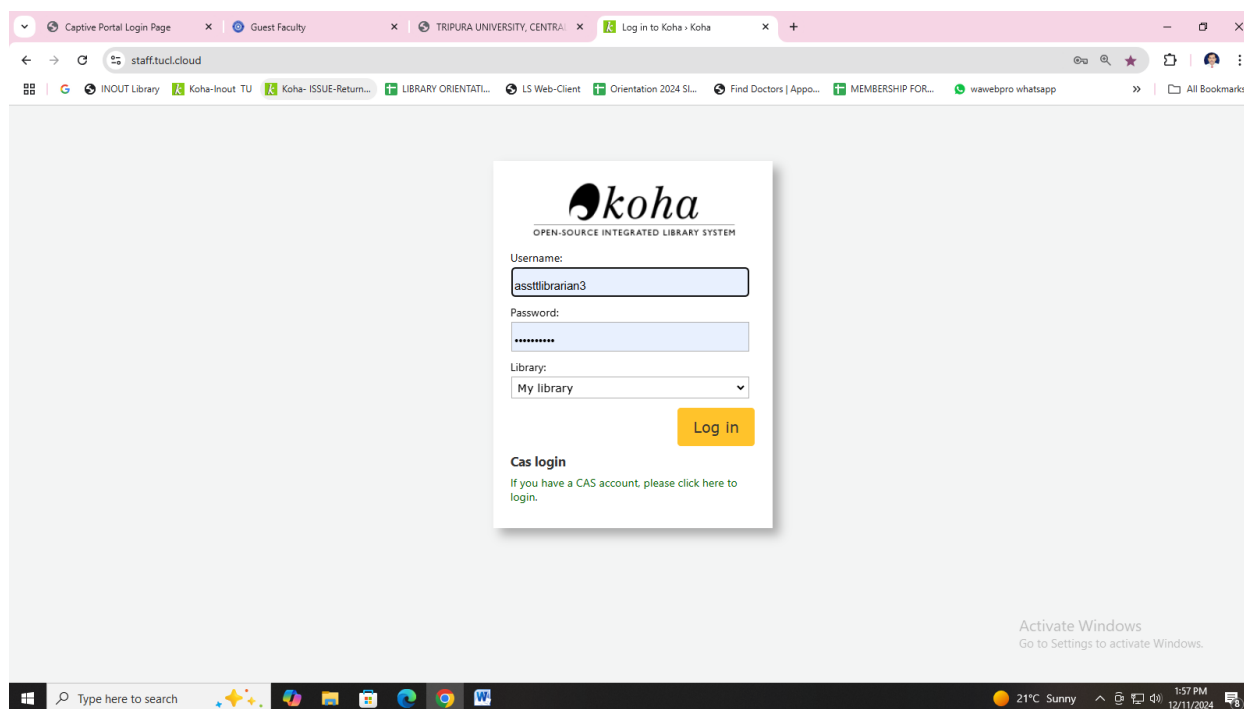 Captive Portal Login Page
Guest Faculty
TRIPURA UNIVERSITY, CENTRAL
Log in to Koha › Koha
staff.tucl.cloud
G INOUT Library Koha-Inout TU Koha- ISSUE-Return... LIBRARY ORIENTATI... LS Web-Client Orientation 2024 Sl... Find Doctors | Appo... MEMBERSHIP FOR... wawebpro whatsapp » All Bookmarks
koha
OPEN-SOURCE INTEGRATED LIBRARY SYSTEM
Username:
assttlibrarian3
Password:
••••••••••
Library:
My library
Log in
Cas login
If you have a CAS account, please click here to
login.
Activate Windows
Go to Settings to activate Windows.
Type here to search
W
21°C Sunny
1:57 PM
12/11/2024
8